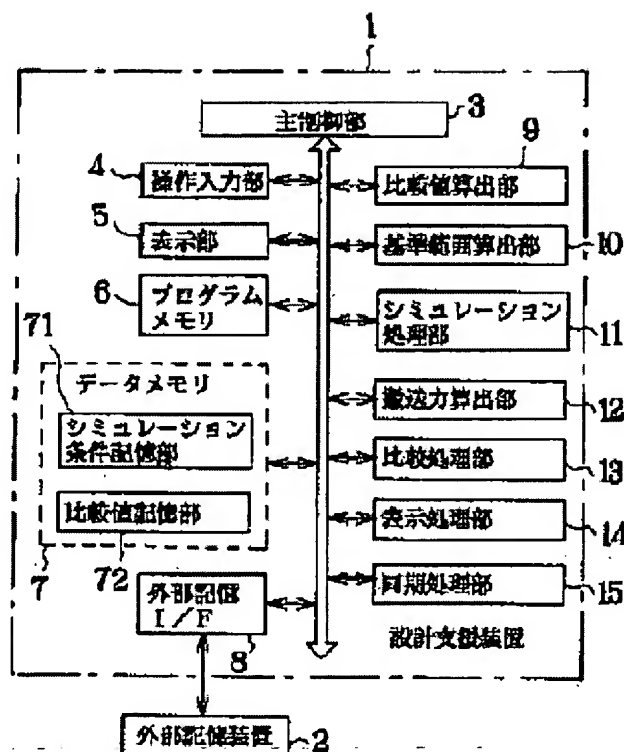 1
主制御部 3
4 操作入力部
9 比較値算出部
5 表示部
基準範囲算出部 10
6 プログラム
メモリ
シミュレーション
処理部 11
71
データメモリ
シミュレーション
条件記憶部
比較値記憶部
7 72
搬送力算出部 12
比較処理部 13
表示処理部 14
同期処理部 15
外部記憶
I/F
8
設計支援装置
外部記憶装置 2